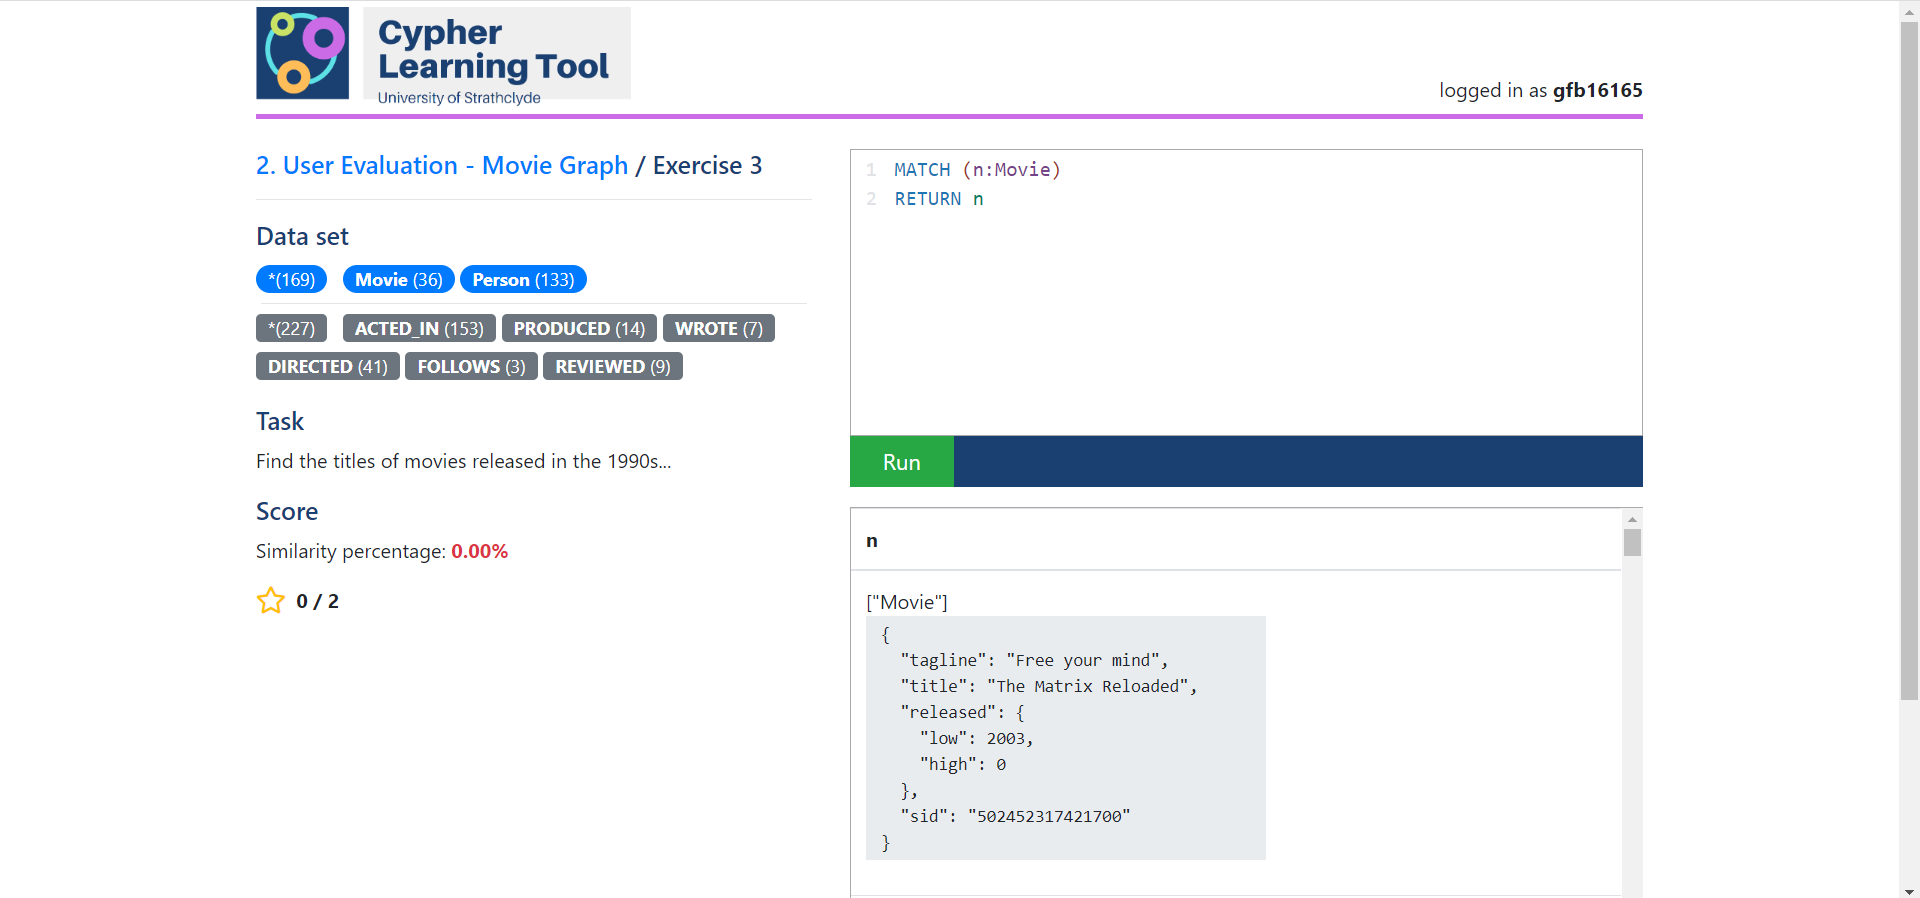 Cypher
Learning Tool
University of Strathclyde
logged in as gfb16165
2. User Evaluation - Movie Graph / Exercise 3
Data set
*(169) Movie (36) Person (133)
*(227) ACTED_IN (153) PRODUCED (14) WROTE (7)
DIRECTED (41) FOLLOWS (3) REVIEWED (9)
Task
Find the titles of movies released in the 1990s...
Score
Similarity percentage: 0.00%
0 / 2
1 MATCH (n:Movie)
2 RETURN n
Run
n
["Movie"]
{
"tagline": "Free your mind",
"title": "The Matrix Reloaded",
"released": {
"low": 2003,
"high": 0
},
"sid": "502452317421700"
}